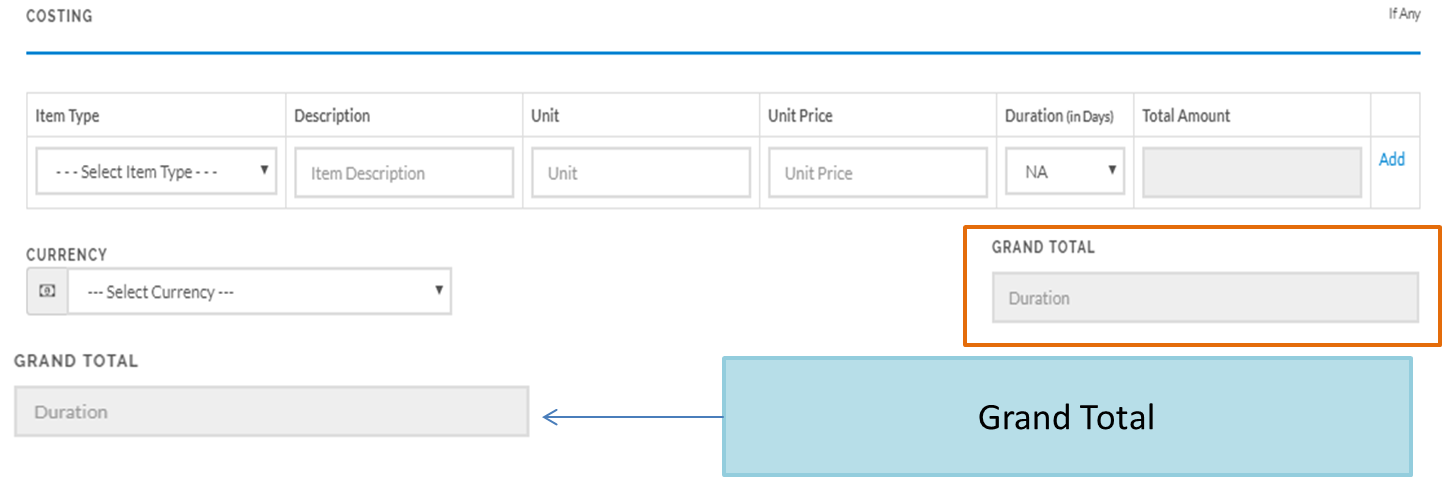 COSTING If Any
Item Type Description Unit Unit Price Duration (in Days) Total Amount
- - - Select Item Type - - - Item Description Unit Unit Price NA Add
CURRENCY GRAND TOTAL
--- Select Currency --- Duration
GRAND TOTAL
Duration Grand Total